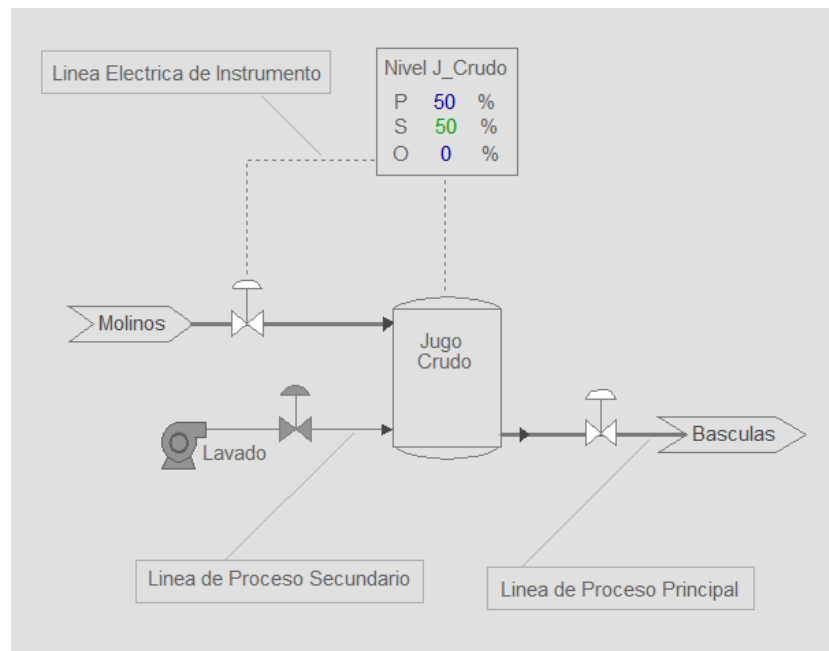 Linea Electrica de Instrumento
Nivel J_Crudo
P 50 %
S 50 %
O 0 %
Molinos
Jugo
Crudo
Lavado
Basculas
Linea de Proceso Secundario
Linea de Proceso Principal